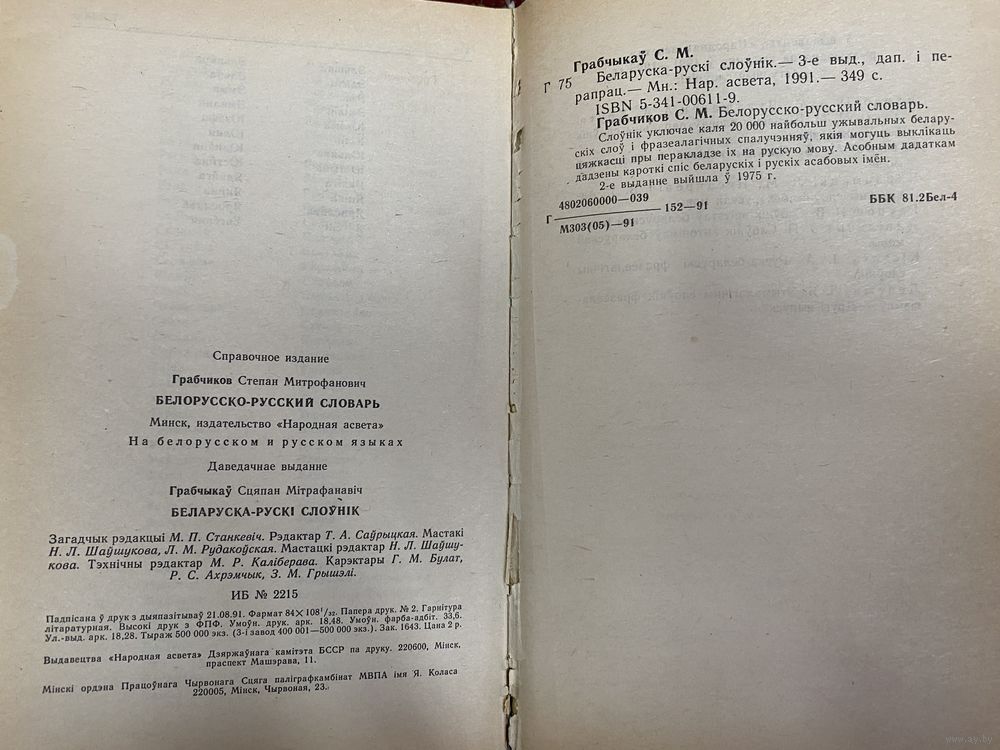 Справочное издание
Грабчиков Степан Митрофанович
БЕЛОРУССКО-РУССКИЙ СЛОВАРЬ
Минск, издательство «Народная асвета»
На белорусском и русском языках
Даведачнае выданне
Грабчыкаў Сцяпан Мітрафанавіч
БЕЛАРУСКА-РУСКІ СЛОЎНІК
Загадчык рэдакцыі М. П. Станкевіч. Рэдактар Т. А. Саўрыцкая. Мастакі
Н. Л. Шаўшукова, Л. М. Рудакоўская. Мастацкі рэдактар Н. Л. Шаўшу-
кова. Тэхнічны рэдактар М. Р. Каліберава. Карэктары Г. М. Булат,
Р. С. Ахрэмчык, З. М. Грышэлі.
ИБ № 2215
Падпісана ў друк з дыяпазітываў 21.08.91. Фармат 84×108¹/₃₂. Папера друк. № 2. Гарнітура
літаратурная. Высокі друк з ФПФ. Умоўн. друк. арк. 18,48. Умоўн. фарба-адбіт. 33,6.
Ул.-выд. арк. 18,28. Тыраж 500 000 экз. (3-і завод 400 001—500 000 экз.). Зак. 1643. Цана 2 р.
Выдавецтва «Народная асвета» Дзяржаўнага камітэта БССР па друку. 220600, Мінск,
праспект Машэрава, 11.
Мінскі ордэна Працоўнага Чырвонага Сцяга паліграфкамбінат МВПА імя Я. Коласа
220005, Мінск, Чырвоная, 23.
Грабчыкаў С. М.
Г 75 Беларуска-рускі слоўнік.— 3-е выд., дап. і пе-
рапрац.— Мн.: Нар. асвета, 1991.— 349 с.
ISBN 5-341-00611-9.
Грабчиков С. М. Белорусско-русский словарь.
Слоўнік уключае каля 20 000 найбольш ужывальных белару-
скіх слоў і фразеалагічных спалучэнняў, якія могуць выклікаць
цяжкасці пры перакладзе іх на рускую мову. Асобным дадаткам
дадзены кароткі спіс беларускіх і рускіх асабовых імён.
2-е выданне выйшла ў 1975 г.
4802060000—039
Г 152—91 ББК 81.2Бел-4
М303(05)—91
www.ay.by